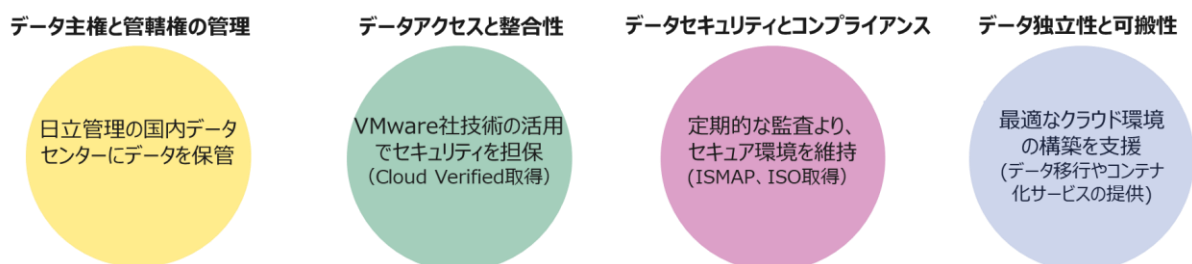 データ主権と管轄権の管理
日立管理の国内データ
センターにデータを保管
データアクセスと整合性
VMware社技術の活用
でセキュリティを担保
（Cloud Verified取得）
データセキュリティとコンプライアンス
定期的な監査より、
セキュア環境を維持
(ISMAP、ISO取得）
データ独立性と可搬性
最適なクラウド環境
の構築を支援
(データ移行やコンテナ
化サービスの提供)